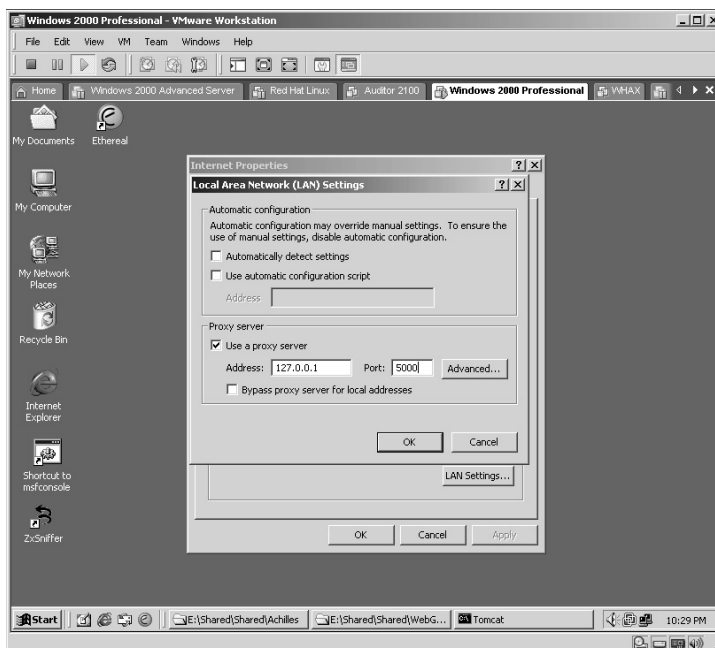 Windows 2000 Professional - VMware Workstation
File Edit View VM Team Windows Help
Home Windows 2000 Advanced Server Red Hat Linux Auditor 2100 Windows 2000 Professional WHAX
My Documents
Ethereal
My Computer
My Network
Places
Recycle Bin
Internet
Explorer
Shortcut to
msfconsole
ZxSniffer
Internet Properties
Local Area Network (LAN) Settings
Automatic configuration
Automatic configuration may override manual settings. To ensure the
use of manual settings, disable automatic configuration.
Automatically detect settings
Use automatic configuration script
Address
Proxy server
Use a proxy server
Address: 127.0.0.1 Port: 5000 Advanced...
Bypass proxy server for local addresses
OK Cancel
LAN Settings...
OK Cancel Apply
Start E:\Shared\Shared\Achilles E:\Shared\Shared\WebG... Tomcat 10:29 PM